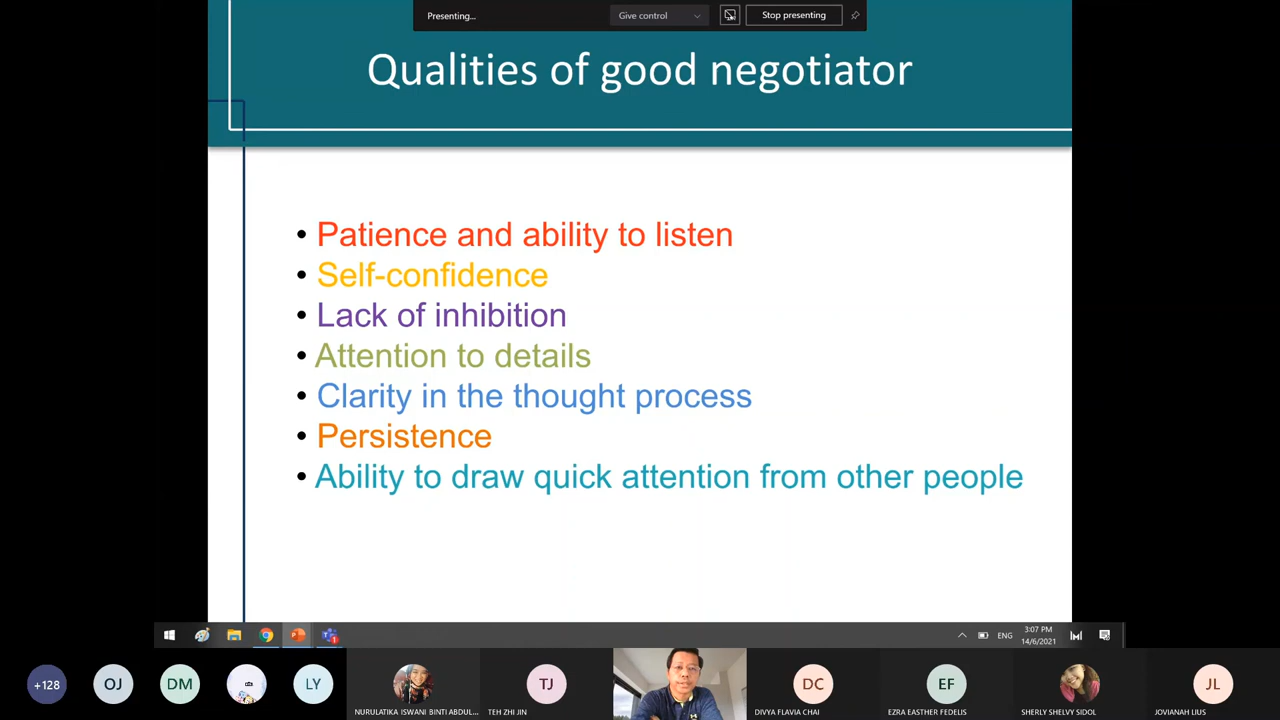 Presenting...
Give control
Stop presenting
Qualities of good negotiator
• Patience and ability to listen
• Self-confidence
• Lack of inhibition
• Attention to details
• Clarity in the thought process
• Persistence
• Ability to draw quick attention from other people
ENG
3:07 PM
14/6/2021
+128
OJ
DM
LY
TJ
DC
EF
JL
NURULATIKA ISWANI BINTI ABDUL...
TEH ZHI JIN
DIVYA FLAVIA CHAI
EZRA EASTHER FEDELIS
SHERLY SHELVY SIDOL
JOVIANAH LIUS